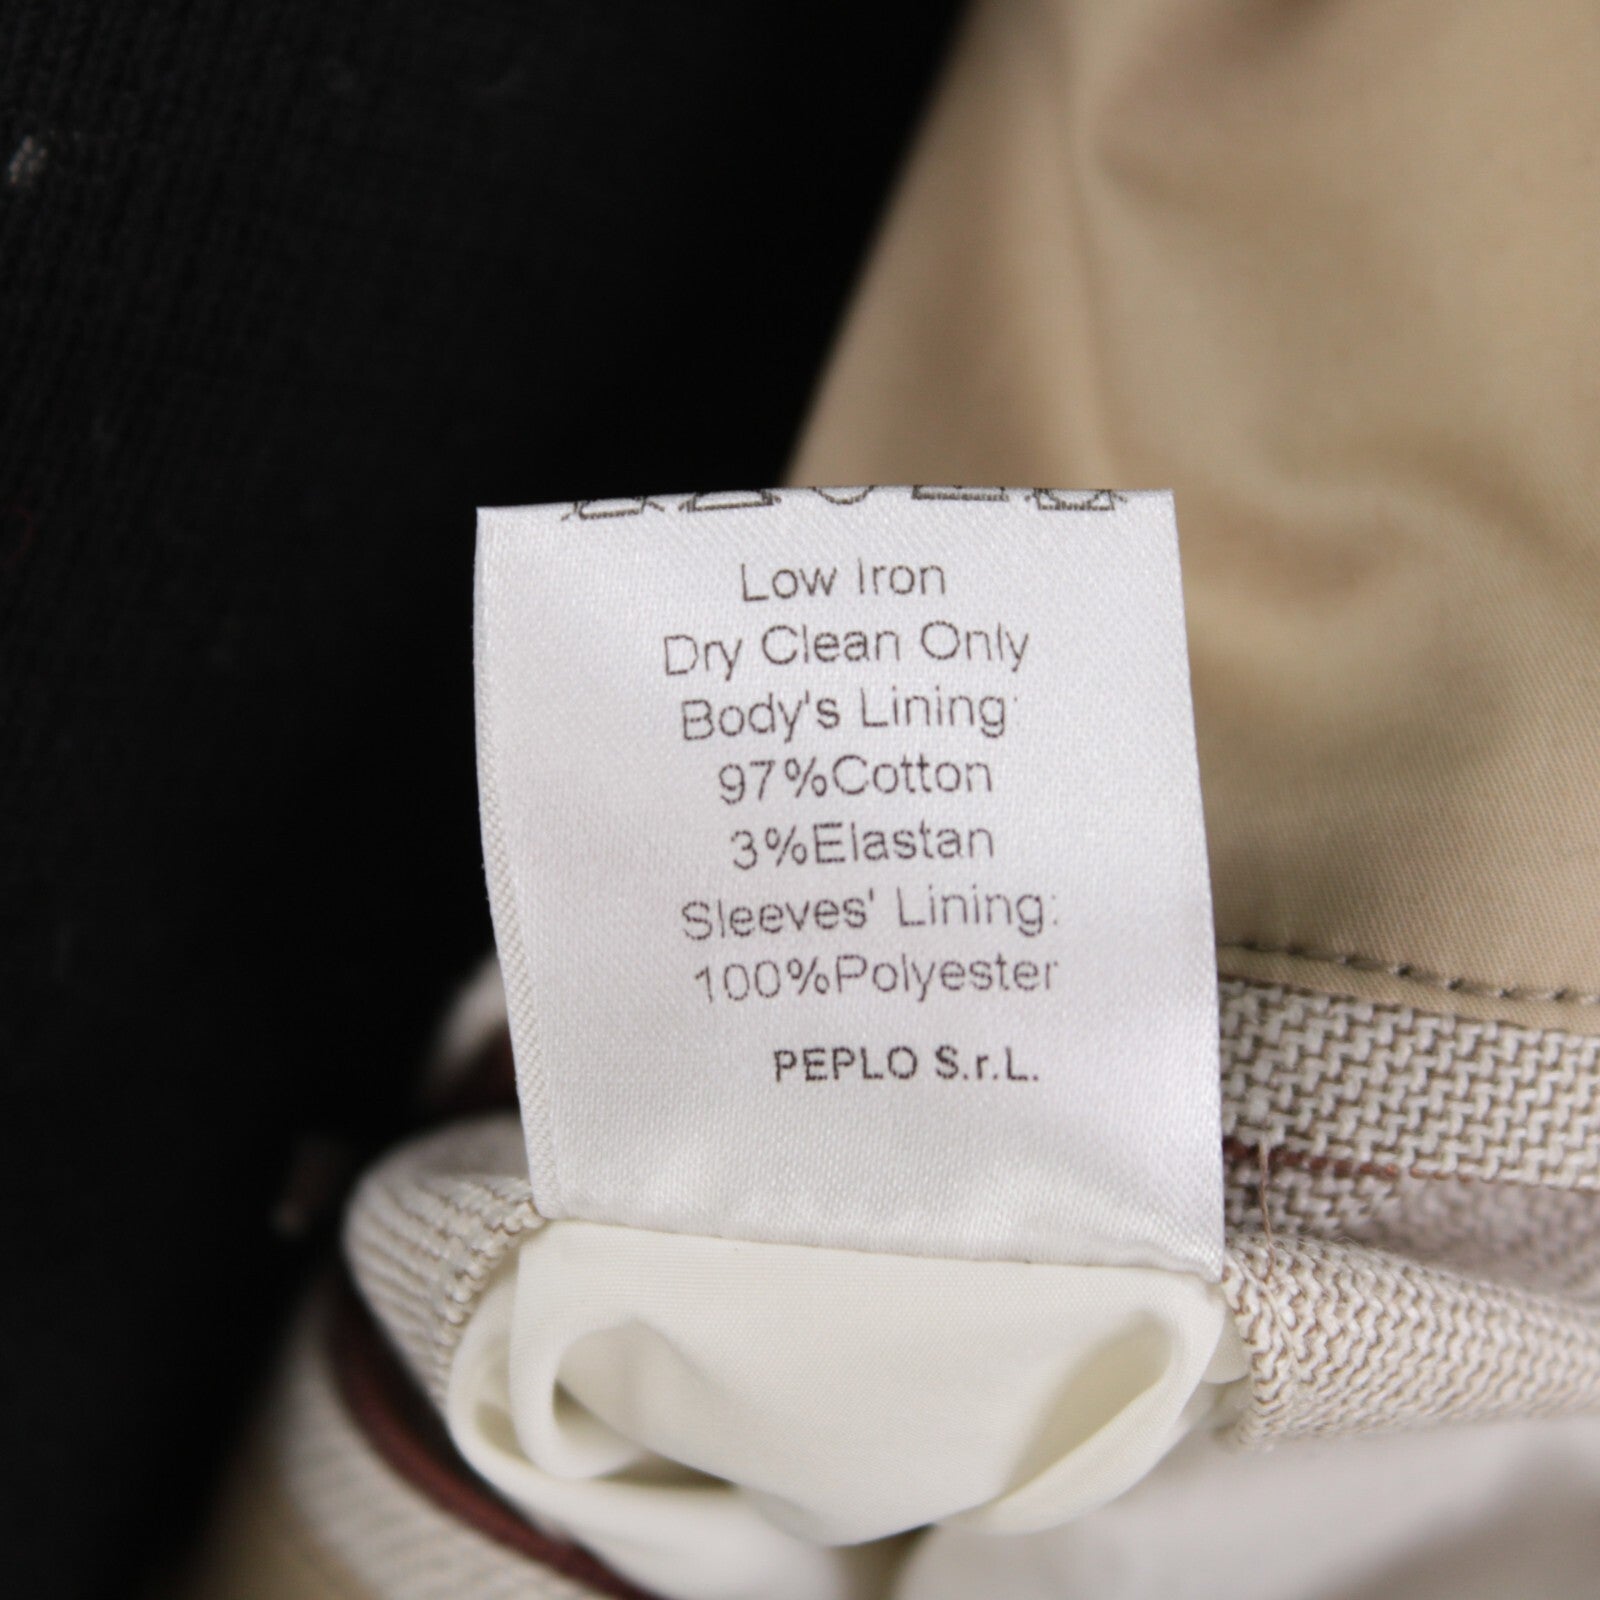 Low Iron
Dry Clean Only
Body's Lining:
97%Cotton
3%Elastan
Sleeves' Lining:
100%Polyester
PEPLO S.r.L.